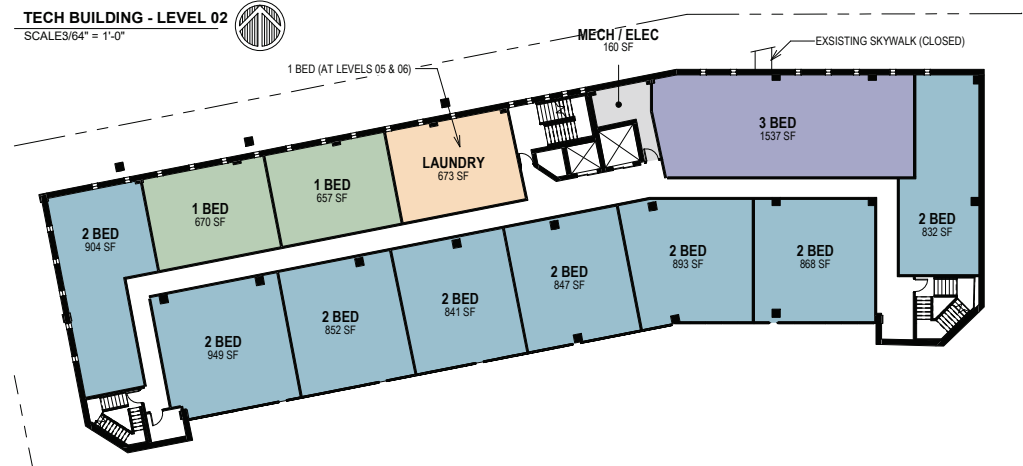 TECH BUILDING - LEVEL 02
SCALE3/64" = 1'-0"
MECH / ELEC
160 SF
EXSISTING SKYWALK (CLOSED)
1 BED (AT LEVELS 05 & 06)
3 BED
1537 SF
LAUNDRY
673 SF
1 BED
657 SF
1 BED
670 SF
2 BED
904 SF
2 BED
832 SF
2 BED
868 SF
2 BED
893 SF
2 BED
847 SF
2 BED
841 SF
2 BED
852 SF
2 BED
949 SF